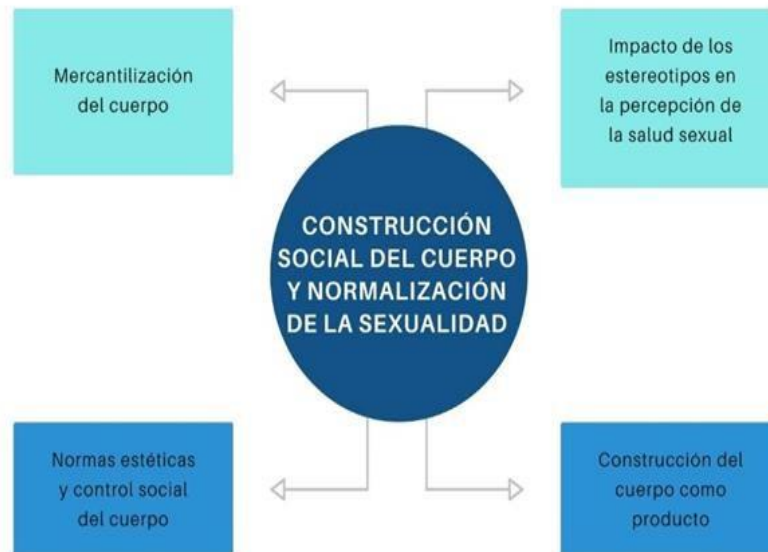 Mercantilización
del cuerpo
Impacto de los
estereotipos en
la percepción de
la salud sexual
CONSTRUCCIÓN
SOCIAL DEL CUERPO
Y NORMALIZACIÓN
DE LA SEXUALIDAD
Normas estéticas
y control social
del cuerpo
Construcción del
cuerpo como
producto